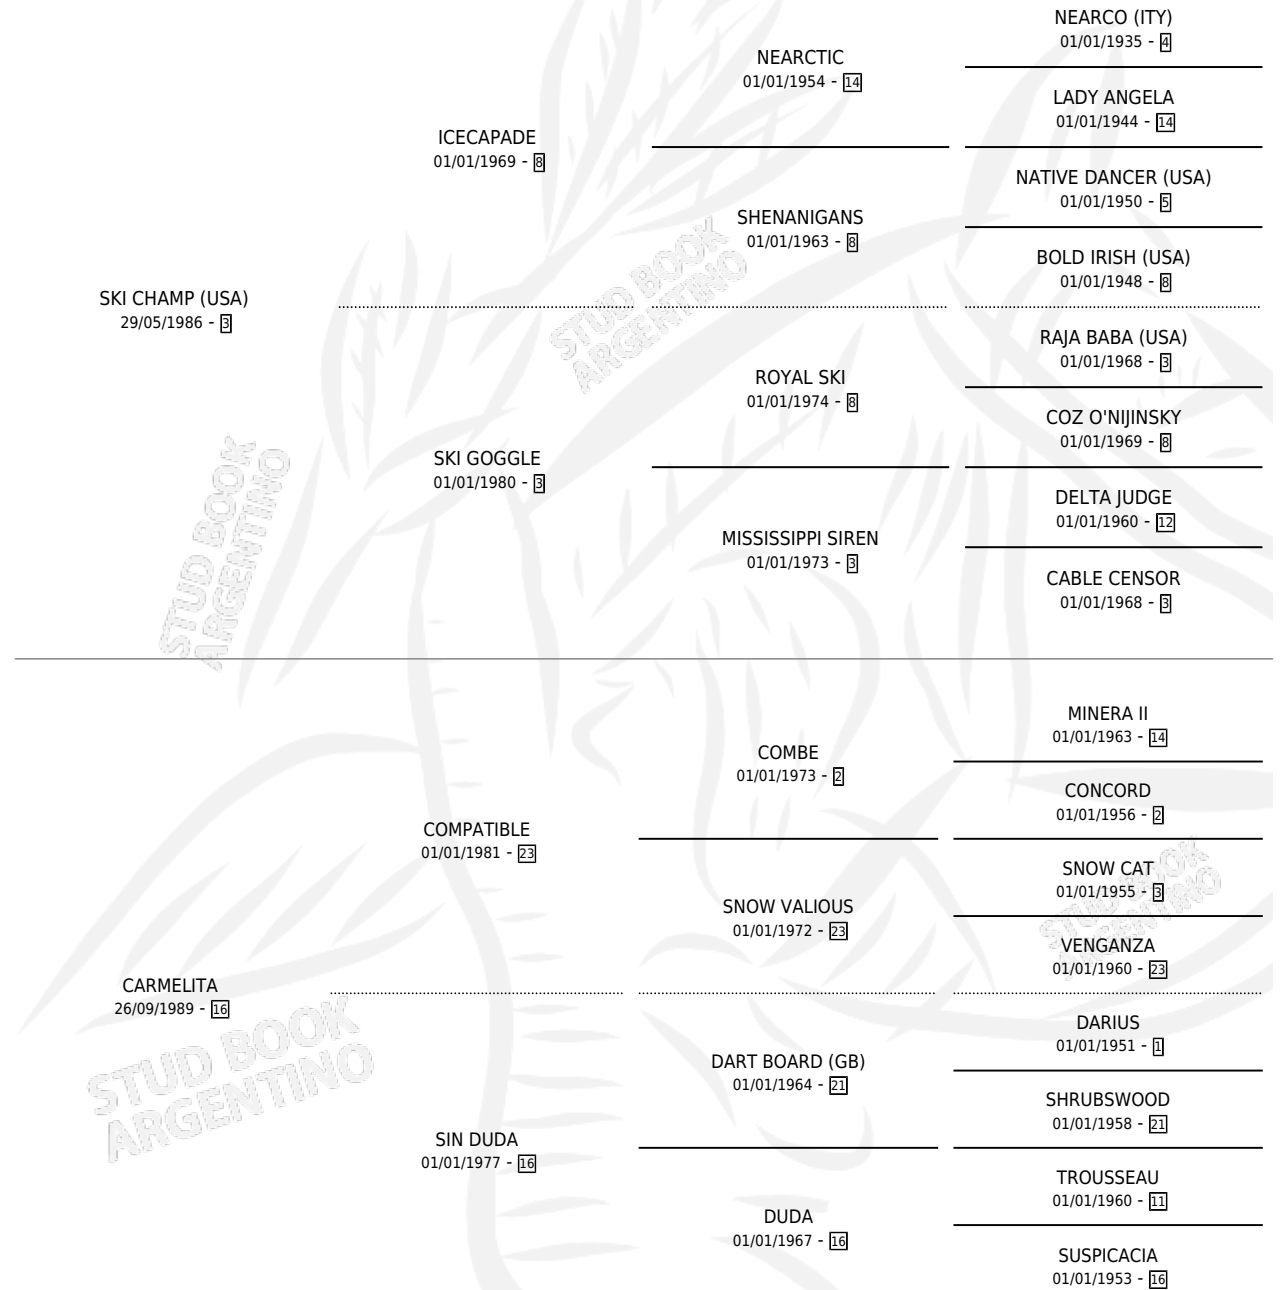 NEARCO (ITY)
01/01/1935 - 4
NEARCTIC
01/01/1954 - 14
LADY ANGELA
01/01/1944 - 14
ICECAPADE
01/01/1969 - 8
NATIVE DANCER (USA)
01/01/1950 - 5
SHENANIGANS
01/01/1963 - 8
BOLD IRISH (USA)
01/01/1948 - 8
SKI CHAMP (USA)
29/05/1986 - 3
STUD BOOK
ARGENTINO
RAJA BABA (USA)
01/01/1968 - 3
ROYAL SKI
01/01/1974 - 8
COZ O'NIJINSKY
01/01/1969 - 8
SKI GOGGLE
01/01/1980 - 3
DELTA JUDGE
01/01/1960 - 12
MISSISSIPPI SIREN
01/01/1973 - 3
CABLE CENSOR
01/01/1968 - 3
STUD BOOK
ARGENTINO
MINERA II
01/01/1963 - 14
COMBE
01/01/1973 - 2
CONCORD
01/01/1956 - 2
COMPATIBLE
01/01/1981 - 23
SNOW CAT
01/01/1955 - 3
SNOW VALIOUS
01/01/1972 - 23
VENGANZA
01/01/1960 - 23
STUD BOOK
ARGENTINO
CARMELITA
26/09/1989 - 16
STUD BOOK
ARGENTINO
DARIUS
01/01/1951 - 1
DART BOARD (GB)
01/01/1964 - 21
SHRUBSWOOD
01/01/1958 - 21
SIN DUDA
01/01/1977 - 16
TROUSSEAU
01/01/1960 - 11
DUDA
01/01/1967 - 16
SUSPICACIA
01/01/1953 - 16